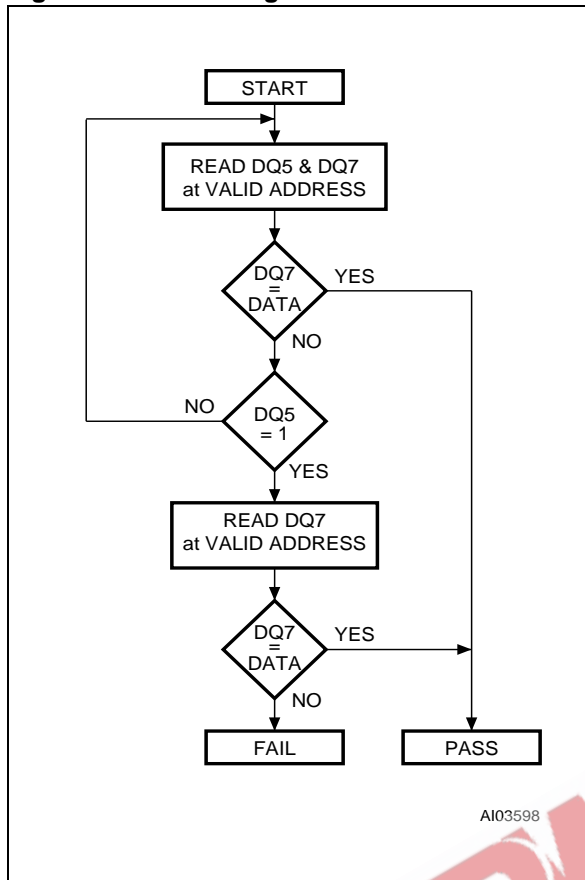 START
READ DQ5 & DQ7
at VALID ADDRESS
DQ7
=
DATA
YES
NO
DQ5
= 1
NO
YES
READ DQ7
at VALID ADDRESS
DQ7
=
DATA
YES
NO
FAIL
PASS
AI03598